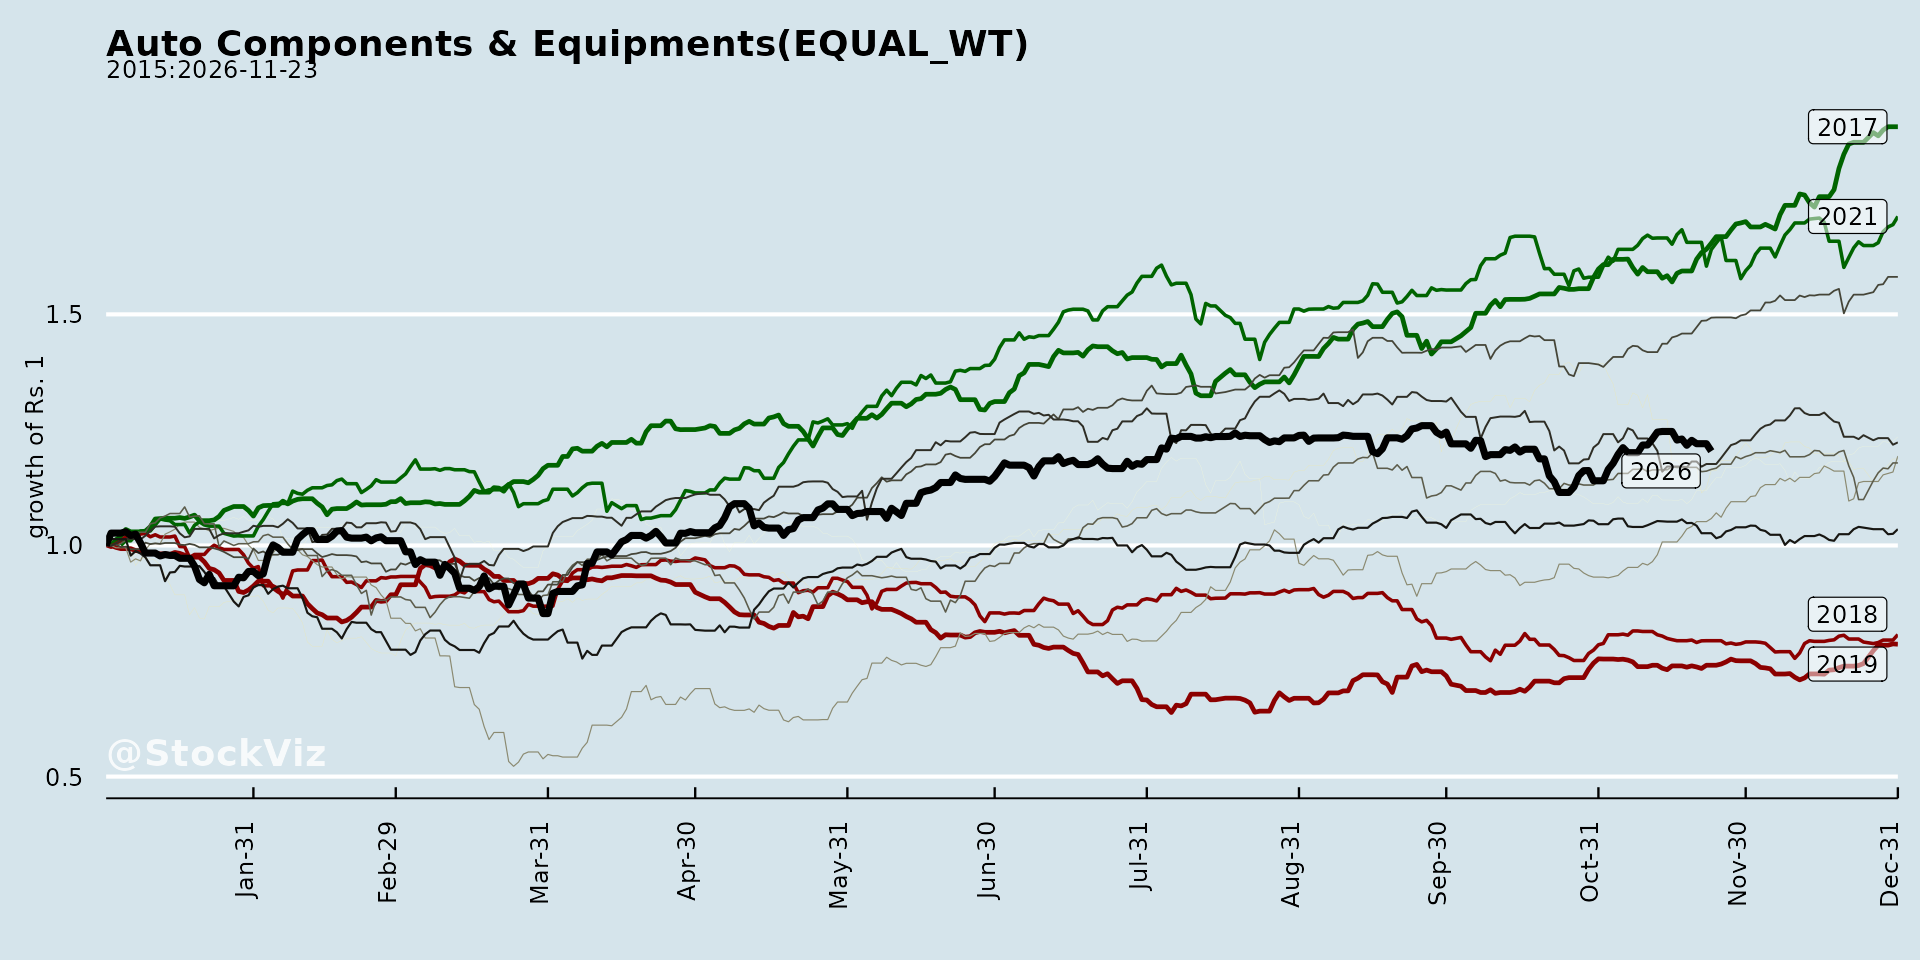 Auto Components & Equipments(EQUAL_WT)
2015:2026-11-23
growth of Rs. 1
1.5
1.0
0.5
2017
2021
2026
2018
2019
@StockViz
Jan-31
Feb-29
Mar-31
Apr-30
May-31
Jun-30
Jul-31
Aug-31
Sep-30
Oct-31
Nov-30
Dec-31